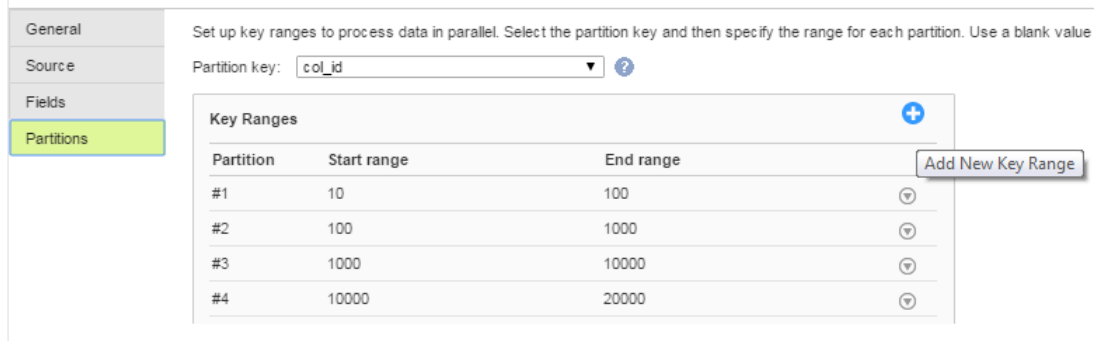 General
Source
Fields
Partitions
Set up key ranges to process data in parallel. Select the partition key and then specify the range for each partition. Use a blank value
Partition key: col_id ?
Key Ranges
Add New Key Range
Partition Start range End range
#1 10 100
#2 100 1000
#3 1000 10000
#4 10000 20000